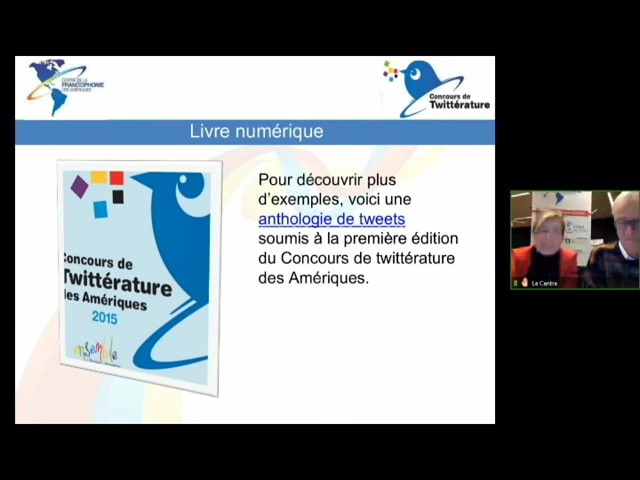 CENTRE DE LA
FRANCOPHONIE
DES AMÉRIQUES
Concours de
Twittérature
Livre numérique
Pour découvrir plus
d'exemples, voici une
anthologie de tweets
soumis à la première édition
du Concours de twittérature
des Amériques.
Concours de
Twittérature
des Amériques
2015
ensemble
Le Centre